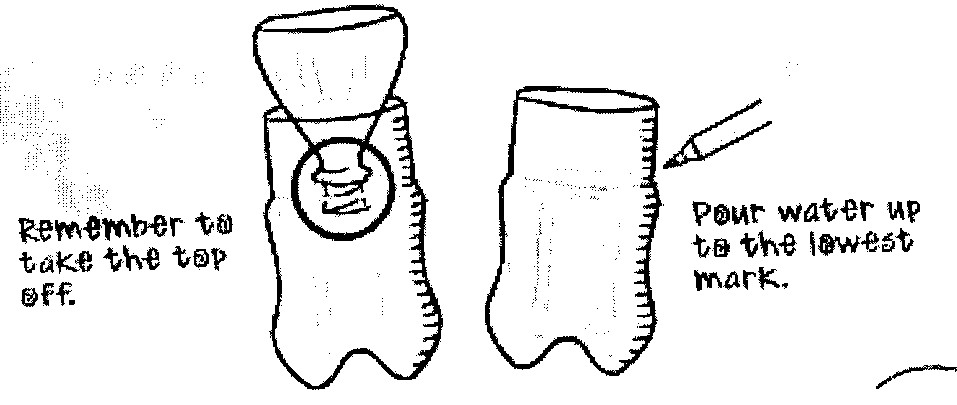 Remember to
take the top
off.
Pour water up
to the lowest
mark.